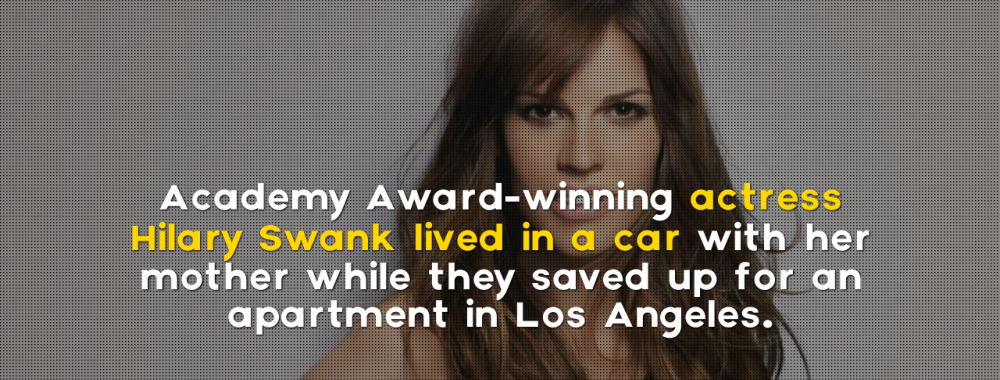 Academy Award-winning actress
Hilary Swank lived in a car with her
mother while they saved up for an
apartment in Los Angeles.